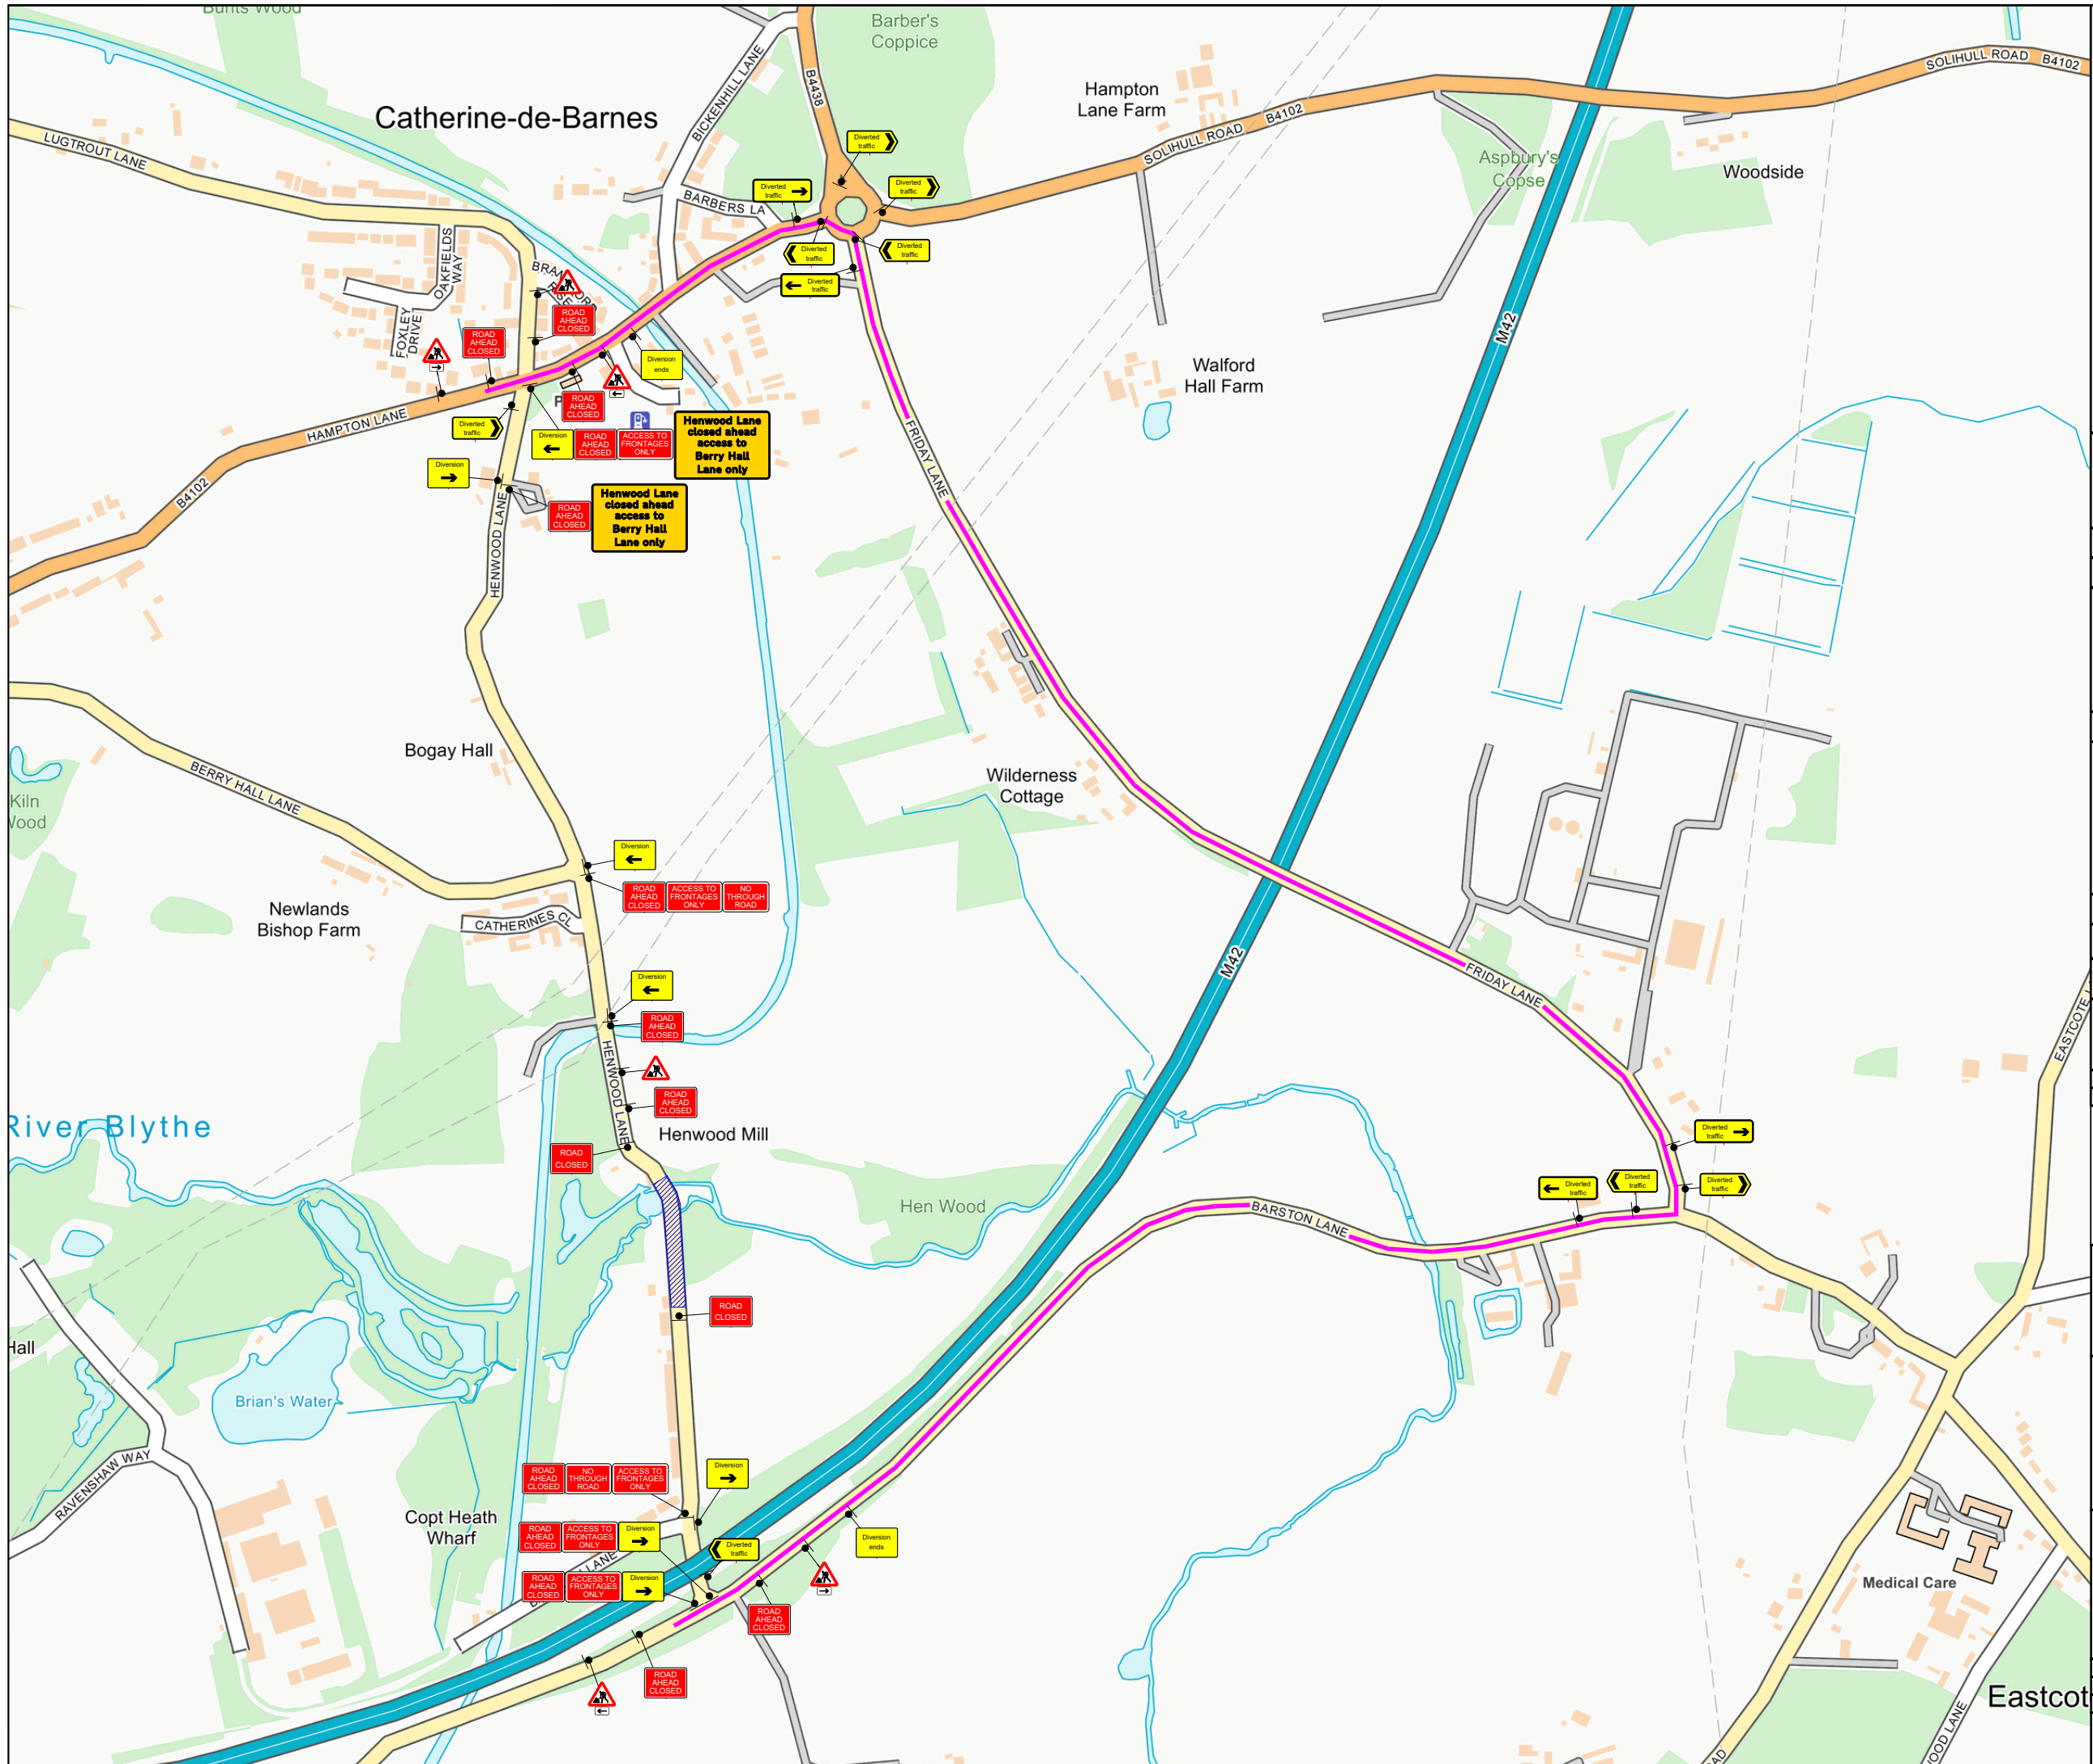 Bunts Wood
Barber's
Coppice
Hampton
Lane Farm
SOLIHULL ROAD B4102
Catherine-de-Barnes
BICKENHILL LANE
B4438
LUGTROUT LANE
Diverted
traffic
SOLIHULL ROAD B4102
Aspbury's
Copse
Woodside
Diverted
traffic
Diverted
traffic
BARBERS LA
Diverted
traffic
Diverted
traffic
Diverted
traffic
OAKFIELDS
WAY
FOXLEY
DRIVE
ROAD
AHEAD
CLOSED
ROAD
AHEAD
CLOSED
Diversion
ends
M42
Walford
Hall Farm
HAMPTON LANE
B4102
ROAD
AHEAD
CLOSED
Diverted
traffic
Diversion
ROAD
AHEAD
CLOSED
ACCESS TO
FRONTAGES
ONLY
Henwood Lane
closed ahead
access to
Berry Hall
Lane only
FRIDAY LANE
Diversion
HENWOOD LANE
ROAD
AHEAD
CLOSED
Henwood Lane
closed ahead
access to
Berry Hall
Lane only
Bogay Hall
BERRY HALL LANE
Kiln
Wilderness
Cottage
Diversion
ROAD
AHEAD
CLOSED
ACCESS TO
FRONTAGES
ONLY
NO
THROUGH
ROAD
Newlands
Bishop Farm
CATHERINES CL
M42
FRIDAY LANE
Diversion
ROAD
AHEAD
CLOSED
HENWOOD LANE
EASTCOTE
ROAD
AHEAD
CLOSED
River Blythe
Henwood Mill
ROAD
CLOSED
Diverted
traffic
Diverted
traffic
Diverted
traffic
Diverted
traffic
Hen Wood
BARSTON LANE
ROAD
CLOSED
Hall
Brian's Water
RAVENSHAW WAY
ROAD
AHEAD
CLOSED
NO
THROUGH
ROAD
ACCESS TO
FRONTAGES
ONLY
Diversion
Copt Heath
Wharf
ROAD
AHEAD
CLOSED
ACCESS TO
FRONTAGES
ONLY
Diversion
Diverted
traffic
Diversion
ends
LANE
ROAD
AHEAD
CLOSED
ACCESS TO
FRONTAGES
ONLY
Diversion
ROAD
AHEAD
CLOSED
Medical Care
ROAD
AHEAD
CLOSED
Eastcot